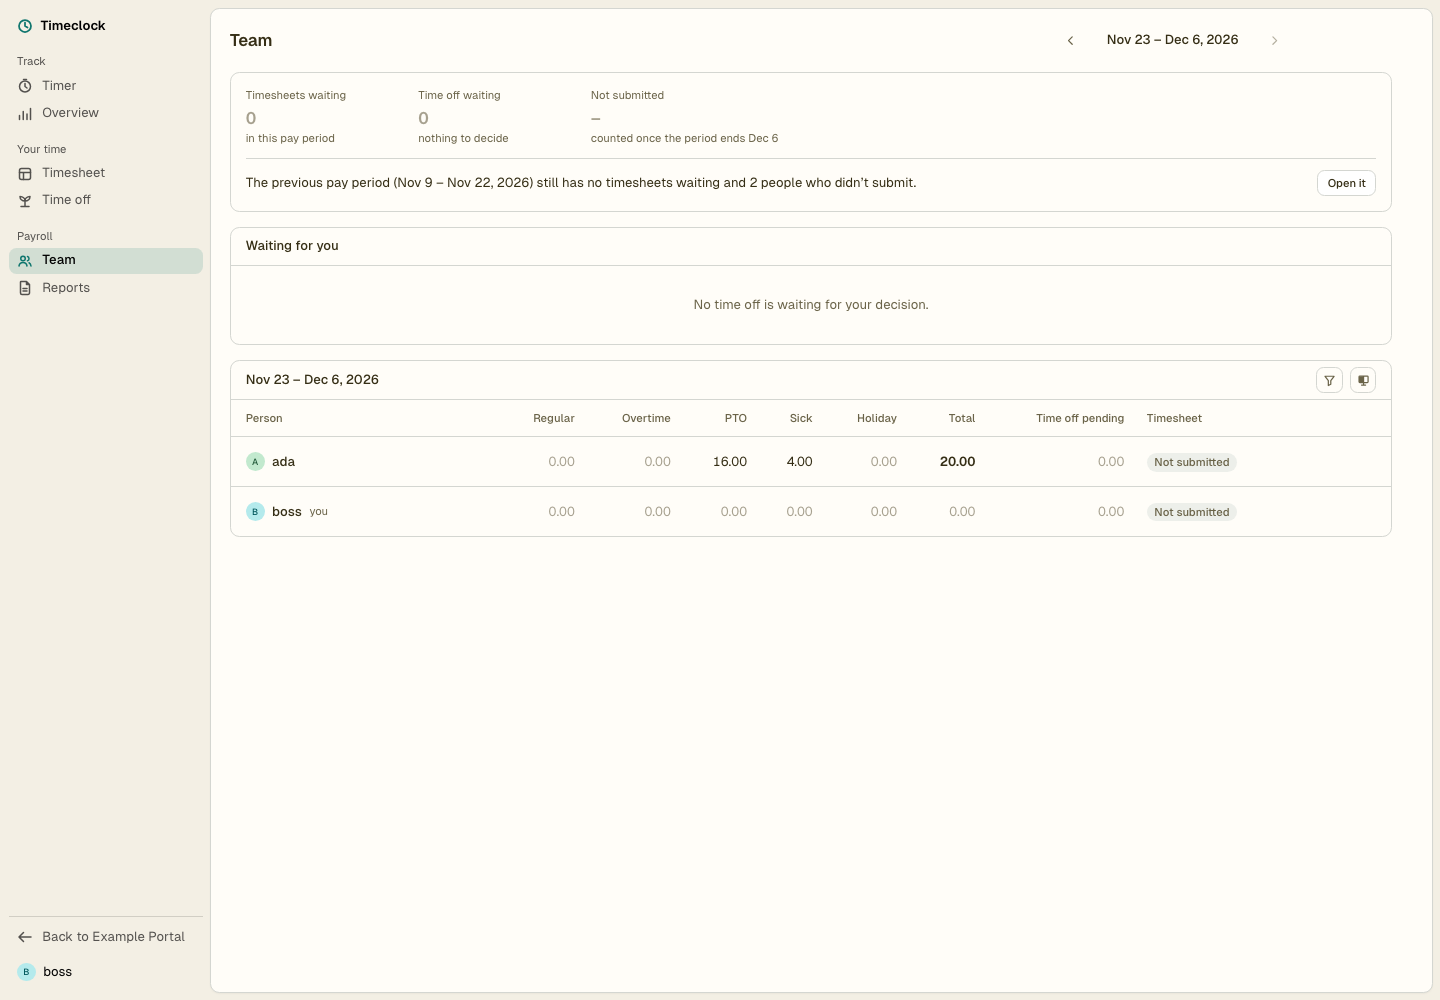 Timeclock
Track
Timer
Overview
Your time
Timesheet
Time off
Payroll
Team
Reports
Back to Example Portal
B boss
Team
Nov 23 – Dec 6, 2026
Timesheets waiting Time off waiting Not submitted
0 0 –
in this pay period nothing to decide counted once the period ends Dec 6
The previous pay period (Nov 9 – Nov 22, 2026) still has no timesheets waiting and 2 people who didn’t submit. Open it
Waiting for you
No time off is waiting for your decision.
Nov 23 – Dec 6, 2026
Person Regular Overtime PTO Sick Holiday Total Time off pending Timesheet
A ada 0.00 0.00 16.00 4.00 0.00 20.00 0.00 Not submitted
B boss you 0.00 0.00 0.00 0.00 0.00 0.00 0.00 Not submitted